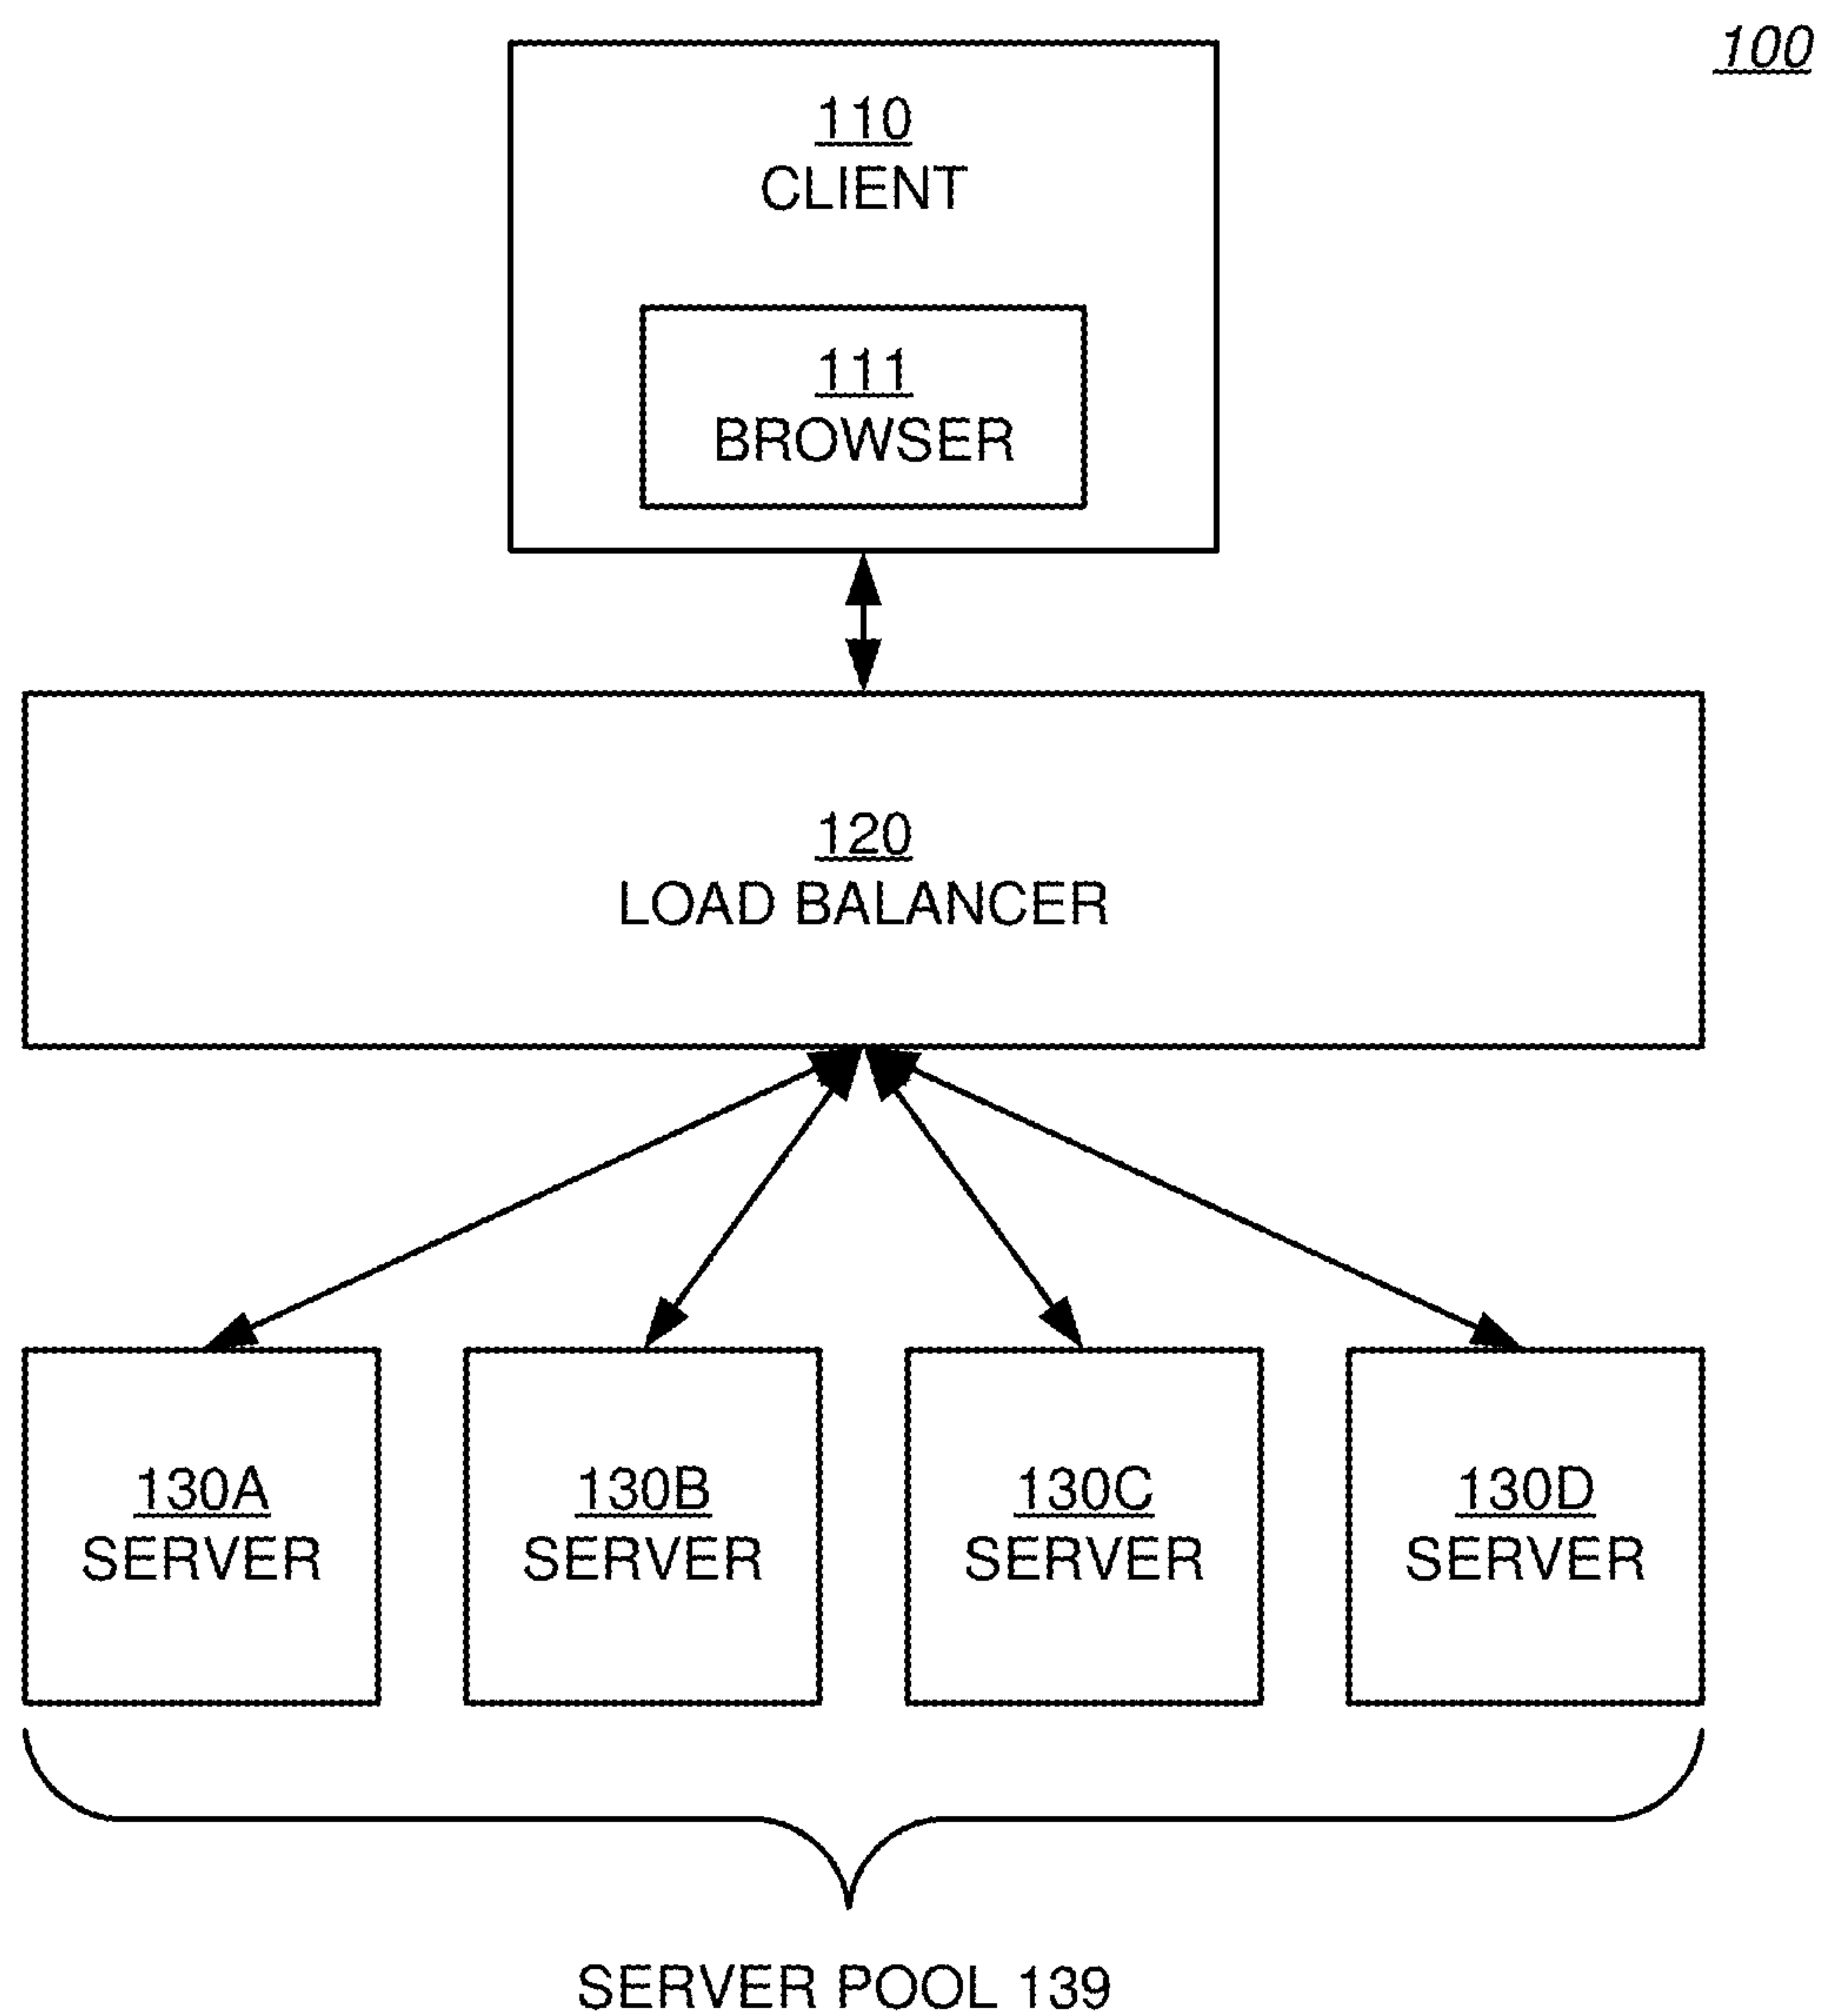 100
110
CLIENT
111
BROWSER
120
LOAD BALANCER
130A
SERVER
130B
SERVER
130C
SERVER
130D
SERVER
SERVER POOL 139